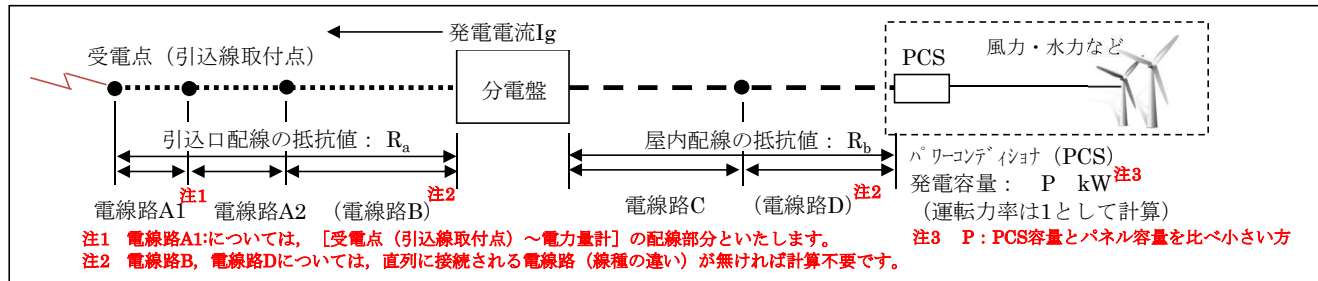 発電電流Ig
受電点（引込線取付点）
分電盤
PCS
風力・水力など
引込口配線の抵抗値： Ra
屋内配線の抵抗値： Rb
電線路A1 注1
電線路A2
（電線路B） 注2
電線路C
（電線路D） 注2
ﾊﾟﾜｰｺﾝﾃﾞｨｼｮﾅ（PCS）
発電容量： P kW 注3
（運転力率は1として計算）
注1 電線路A1:については，［受電点（引込線取付点）～電力量計］の配線部分といたします。
注2 電線路B，電線路Dについては，直列に接続される電線路（線種の違い）が無ければ計算不要です。
注3 P：PCS容量とパネル容量を比べ小さい方